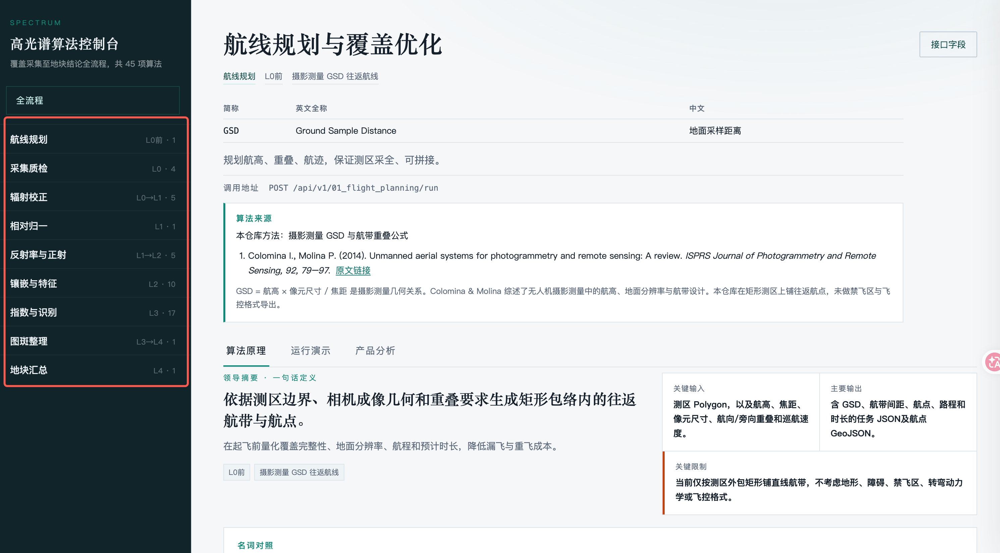 SPECTRUM
高光谱算法控制台
覆盖采集至地块结论全流程，共 45 项算法
全流程
航线规划 L0前 · 1
采集质检 L0 · 4
辐射校正 L0→L1 · 5
相对归一 L1 · 1
反射率与正射 L1→L2 · 5
镶嵌与特征 L2 · 10
指数与识别 L3 · 17
图斑整理 L3→L4 · 1
地块汇总 L4 · 1
航线规划与覆盖优化
接口字段
航线规划 L0前 摄影测量 GSD 往返航线
简称 英文全称 中文
GSD Ground Sample Distance 地面采样距离
规划航高、重叠、航迹，保证测区采全、可拼接。
调用地址 POST /api/v1/01_flight_planning/run
算法来源
本仓库方法：摄影测量 GSD 与航带重叠公式
1. Colomina I., Molina P. (2014). Unmanned aerial systems for photogrammetry and remote sensing: A review. ISPRS Journal of Photogrammetry and Remote
Sensing, 92, 79–97. 原文链接
GSD = 航高 × 像元尺寸 / 焦距 是摄影测量几何关系。Colomina & Molina 综述了无人机摄影测量中的航高、地面分辨率与航带设计。本仓库在矩形测区上铺往返航点，未做禁飞区与飞
控格式导出。
算法原理 运行演示 产品分析
领导摘要 · 一句话定义
依据测区边界、相机成像几何和重叠要求生成矩形包络内的往返
航带与航点。
在起飞前量化覆盖完整性、地面分辨率、航程和预计时长，降低漏飞与重飞成本。
L0前 摄影测量 GSD 往返航线
关键输入
测区 Polygon，以及航高、焦距、
像元尺寸、航向/旁向重叠和巡航速
度。
主要输出
含 GSD、航带间距、航点、路程和
时长的任务 JSON及航点
GeoJSON。
关键限制
当前仅按测区外包矩形铺直线航带，不考虑地形、障碍、禁飞区、转弯动力
学或飞控格式。
名词对照